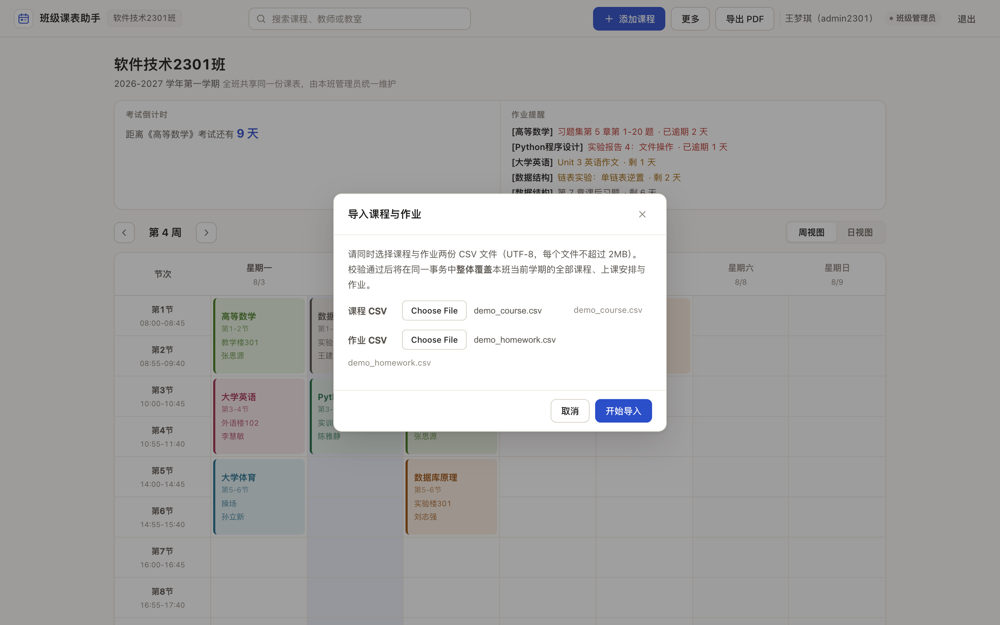 班级课表助手
软件技术2301班
搜索课程、教师或教室
添加课程
更多
导出 PDF
王梦琪（admin2301）
班级管理员
退出
软件技术2301班
2026-2027 学年第一学期 全班共享同一份课表，由本班管理员统一维护
考试倒计时
距离《高等数学》考试还有 9 天
作业提醒
[高等数学] 习题集第 5 章第 1-20 题 · 已逾期 2 天
[Python程序设计] 实验报告 4：文件操作 · 已逾期 1 天
[大学英语] Unit 3 英语作文 · 剩 1 天
[数据结构] 链表实验：单链表逆置 · 剩 2 天
[数据结构] 第 7 章课后习题 · 剩 6 天
第 4 周
周视图
日视图
导入课程与作业
请同时选择课程与作业两份 CSV 文件（UTF-8，每个文件不超过 2MB）。
校验通过后将在同一事务中整体覆盖本班当前学期的全部课程、上课安排与
作业。
课程 CSV
Choose File
demo_course.csv
demo_course.csv
作业 CSV
Choose File
demo_homework.csv
demo_homework.csv
取消
开始导入
节次
星期一
8/3
星期六
8/8
星期日
8/9
第1节
08:00-08:45
第2节
08:55-09:40
第3节
10:00-10:45
第4节
10:55-11:40
第5节
14:00-14:45
第6节
14:55-15:40
第7节
16:00-16:45
第8节
16:55-17:40
高等数学
第1-2节
教学楼301
张思源
大学英语
第3-4节
外语楼102
李慧敏
大学体育
第5-6节
操场
孙立新
数据
第1-
实验
王建
Pyth
第3-
实训
陈雅静
张思源
数据库原理
第5-6节
实验楼301
刘志强